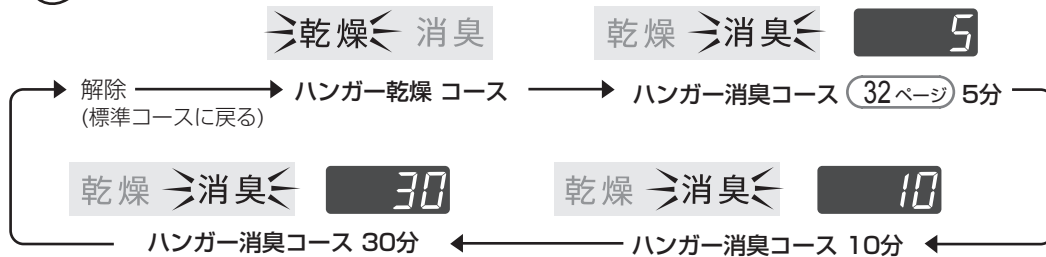 乾燥 消臭 乾燥 消臭 5
解除 ハンガー乾燥 コース ハンガー消臭コース 32ページ 5分
(標準コースに戻る)
乾燥 消臭 30 乾燥 消臭 10
ハンガー消臭コース 30分 ハンガー消臭コース 10分